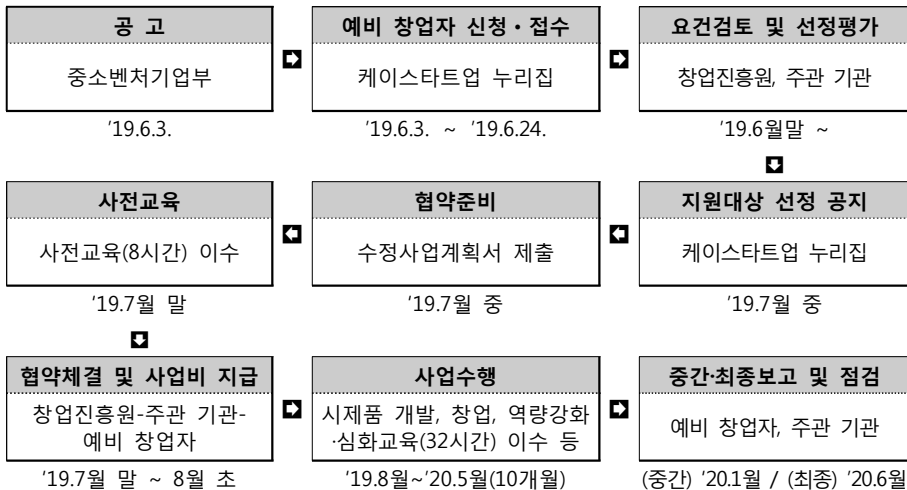 공 고
중소벤처기업부
'19.6.3.
예비 창업자 신청·접수
케이스타트업 누리집
'19.6.3. ~ '19.6.24.
요건검토 및 선정평가
창업진흥원, 주관 기관
'19.6월말 ~
지원대상 선정 공지
케이스타트업 누리집
'19.7월 중
협약준비
수정사업계획서 제출
'19.7월 중
사전교육
사전교육(8시간) 이수
'19.7월 말
협약체결 및 사업비 지급
창업진흥원-주관 기관-
예비 창업자
'19.7월 말 ~ 8월 초
사업수행
시제품 개발, 창업, 역량강화
·심화교육(32시간) 이수 등
'19.8월~'20.5월(10개월)
중간·최종보고 및 점검
예비 창업자, 주관 기관
(중간) '20.1월 / (최종) '20.6월